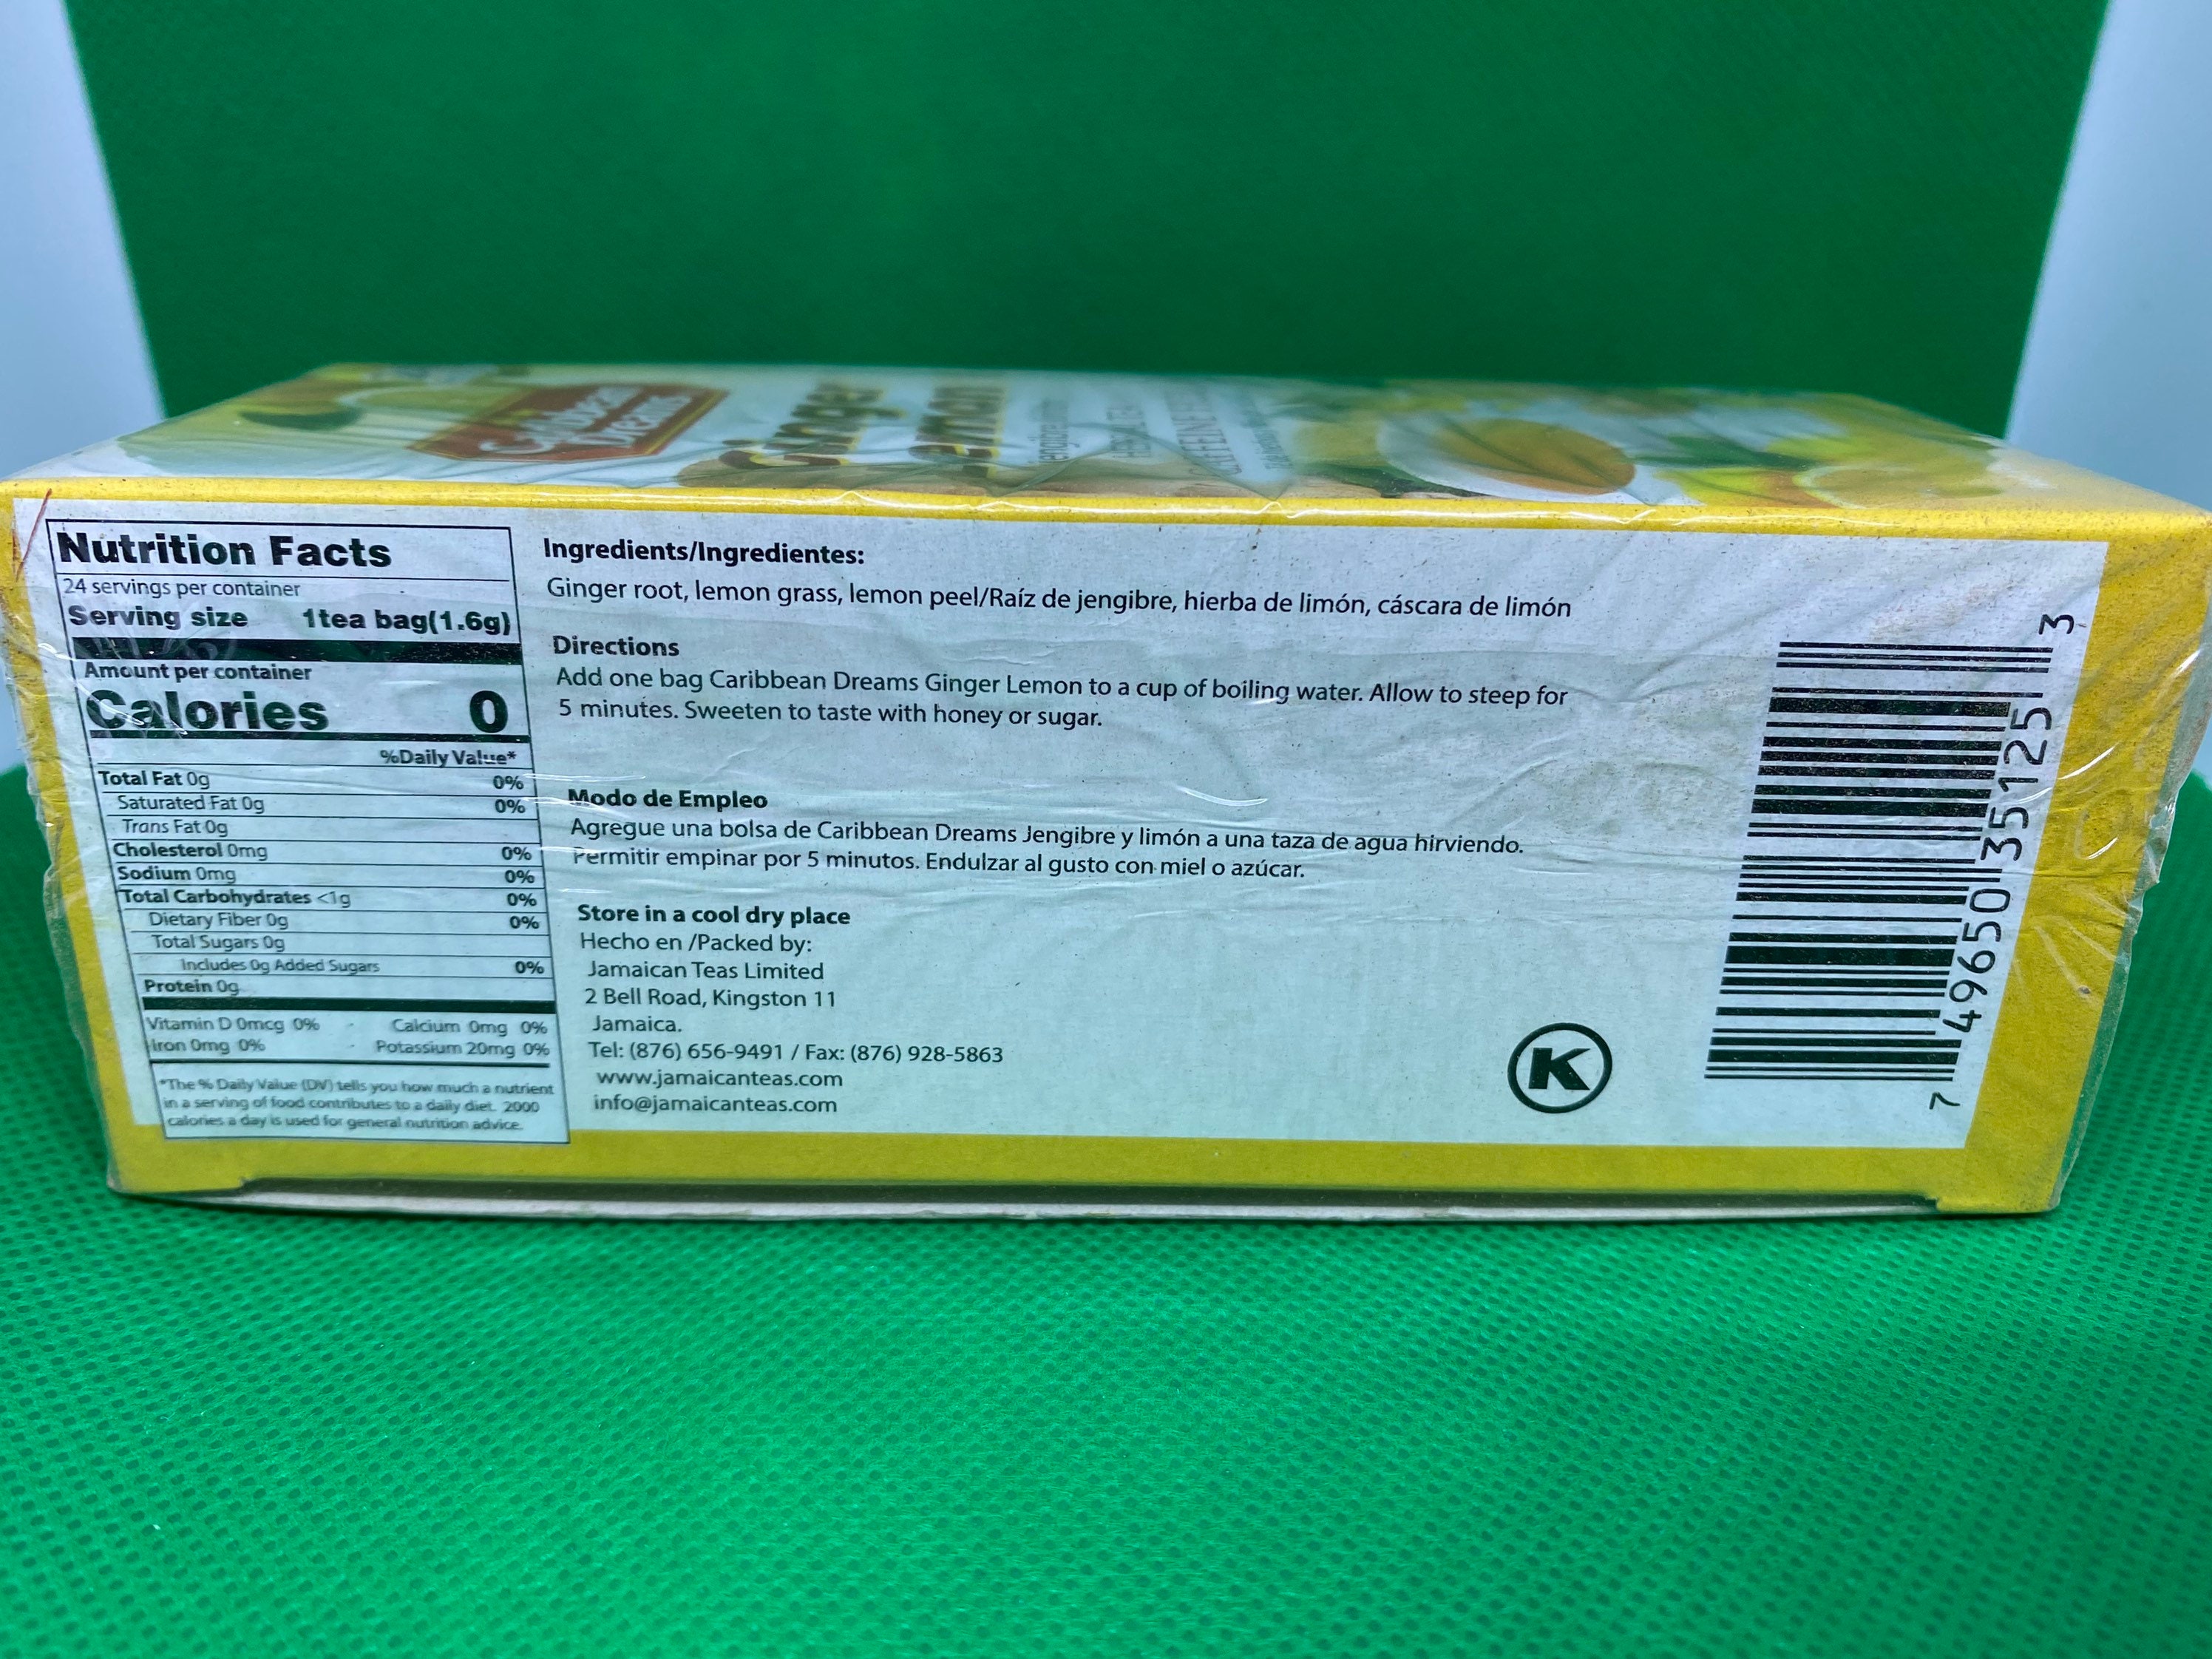 Caribbean
Dreams
Ginger
Lemon
HERBAL TEA
Nutrition Facts
24 servings per container
Serving size 1tea bag(1.6g)
Amount per container
Calories 0
%Daily Value*
Total Fat 0g 0%
Saturated Fat 0g 0%
Trans Fat 0g
Cholesterol 0mg 0%
Sodium 0mg 0%
Total Carbohydrates <1g 0%
Dietary Fiber 0g 0%
Total Sugars 0g
Includes 0g Added Sugars 0%
Protein 0g
Vitamin D 0mcg 0% · Calcium 0mg 0%
Iron 0mg 0% · Potassium 20mg 0%
*The % Daily Value (DV) tells you how much a nutrient
in a serving of food contributes to a daily diet. 2000
calories a day is used for general nutrition advice.
Ingredients/Ingredientes:
Ginger root, lemon grass, lemon peel/Raíz de jengibre, hierba de limón, cáscara de limón
Directions
Add one bag Caribbean Dreams Ginger Lemon to a cup of boiling water. Allow to steep for
5 minutes. Sweeten to taste with honey or sugar.
Modo de Empleo
Agregue una bolsa de Caribbean Dreams Jengibre y limón a una taza de agua hirviendo.
Permitir empinar por 5 minutos. Endulzar al gusto con miel o azúcar.
Store in a cool dry place
Hecho en /Packed by:
Jamaican Teas Limited
2 Bell Road, Kingston 11
Jamaica.
Tel: (876) 656-9491 / Fax: (876) 928-5863
www.jamaicanteas.com
info@jamaicanteas.com
K
7 49650 35125 3